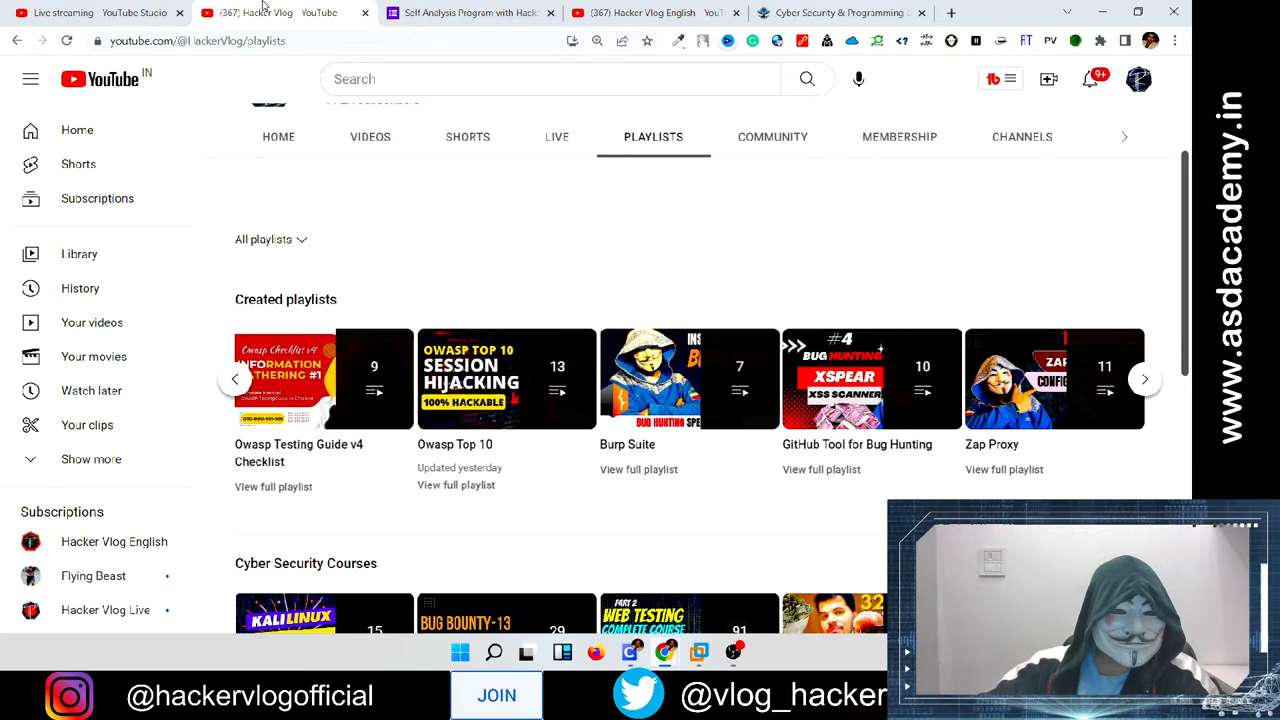 Live streaming - YouTube Studio
(367) Hacker Vlog - YouTube
Self Analysis Program with Hack
(367) Hacker Vlog English - YouTu
Cyber Security & Programming C
youtube.com/@HackerVlog/playlists
YouTube IN
Search
9+
HOME
VIDEOS
SHORTS
LIVE
PLAYLISTS
COMMUNITY
MEMBERSHIP
CHANNELS
Home
Shorts
Subscriptions
Library
History
Your videos
Your movies
Watch later
Your clips
Show more
Subscriptions
Hacker Vlog English
Flying Beast
Hacker Vlog Live
All playlists
Created playlists
Owasp Checklist v4
INFORMATION
GATHERING #1
9
OWASP TOP 10
SESSION
HIJACKING
100% HACKABLE
13
BUG HUNTING SPE
7
#4
BUG HUNTING
XSPEAR
XSS SCANNER
10
ZAP
CONFIG
11
Owasp Testing Guide v4
Checklist
View full playlist
Owasp Top 10
Updated yesterday
View full playlist
Burp Suite
View full playlist
GitHub Tool for Bug Hunting
View full playlist
Zap Proxy
View full playlist
Cyber Security Courses
KALI LINUX
15
BUG BOUNTY-13
29
PART 2
WEB TESTING
COMPLETE COURSE
91
32
@hackervlogofficial
JOIN
@vlog_hacker
www.asdacademy.in